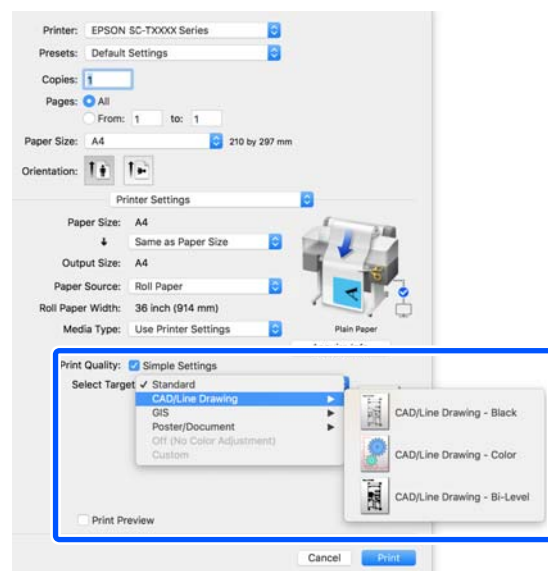 Printer: EPSON SC-TXXXX Series
Presets: Default Settings
Copies: 1
Pages: All
From: 1 to: 1
Paper Size: A4 210 by 297 mm
Orientation:
Printer Settings
Paper Size: A4
Same as Paper Size
Output Size: A4
Paper Source: Roll Paper
Roll Paper Width: 36 inch (914 mm)
Media Type: Use Printer Settings
Plain Paper
Print Quality: Simple Settings
Select Target ✓ Standard
CAD/Line Drawing
GIS
Poster/Document
Off (No Color Adjustment)
Custom
CAD/Line Drawing - Black
CAD/Line Drawing - Color
CAD/Line Drawing - Bi-Level
Print Preview
Cancel Print